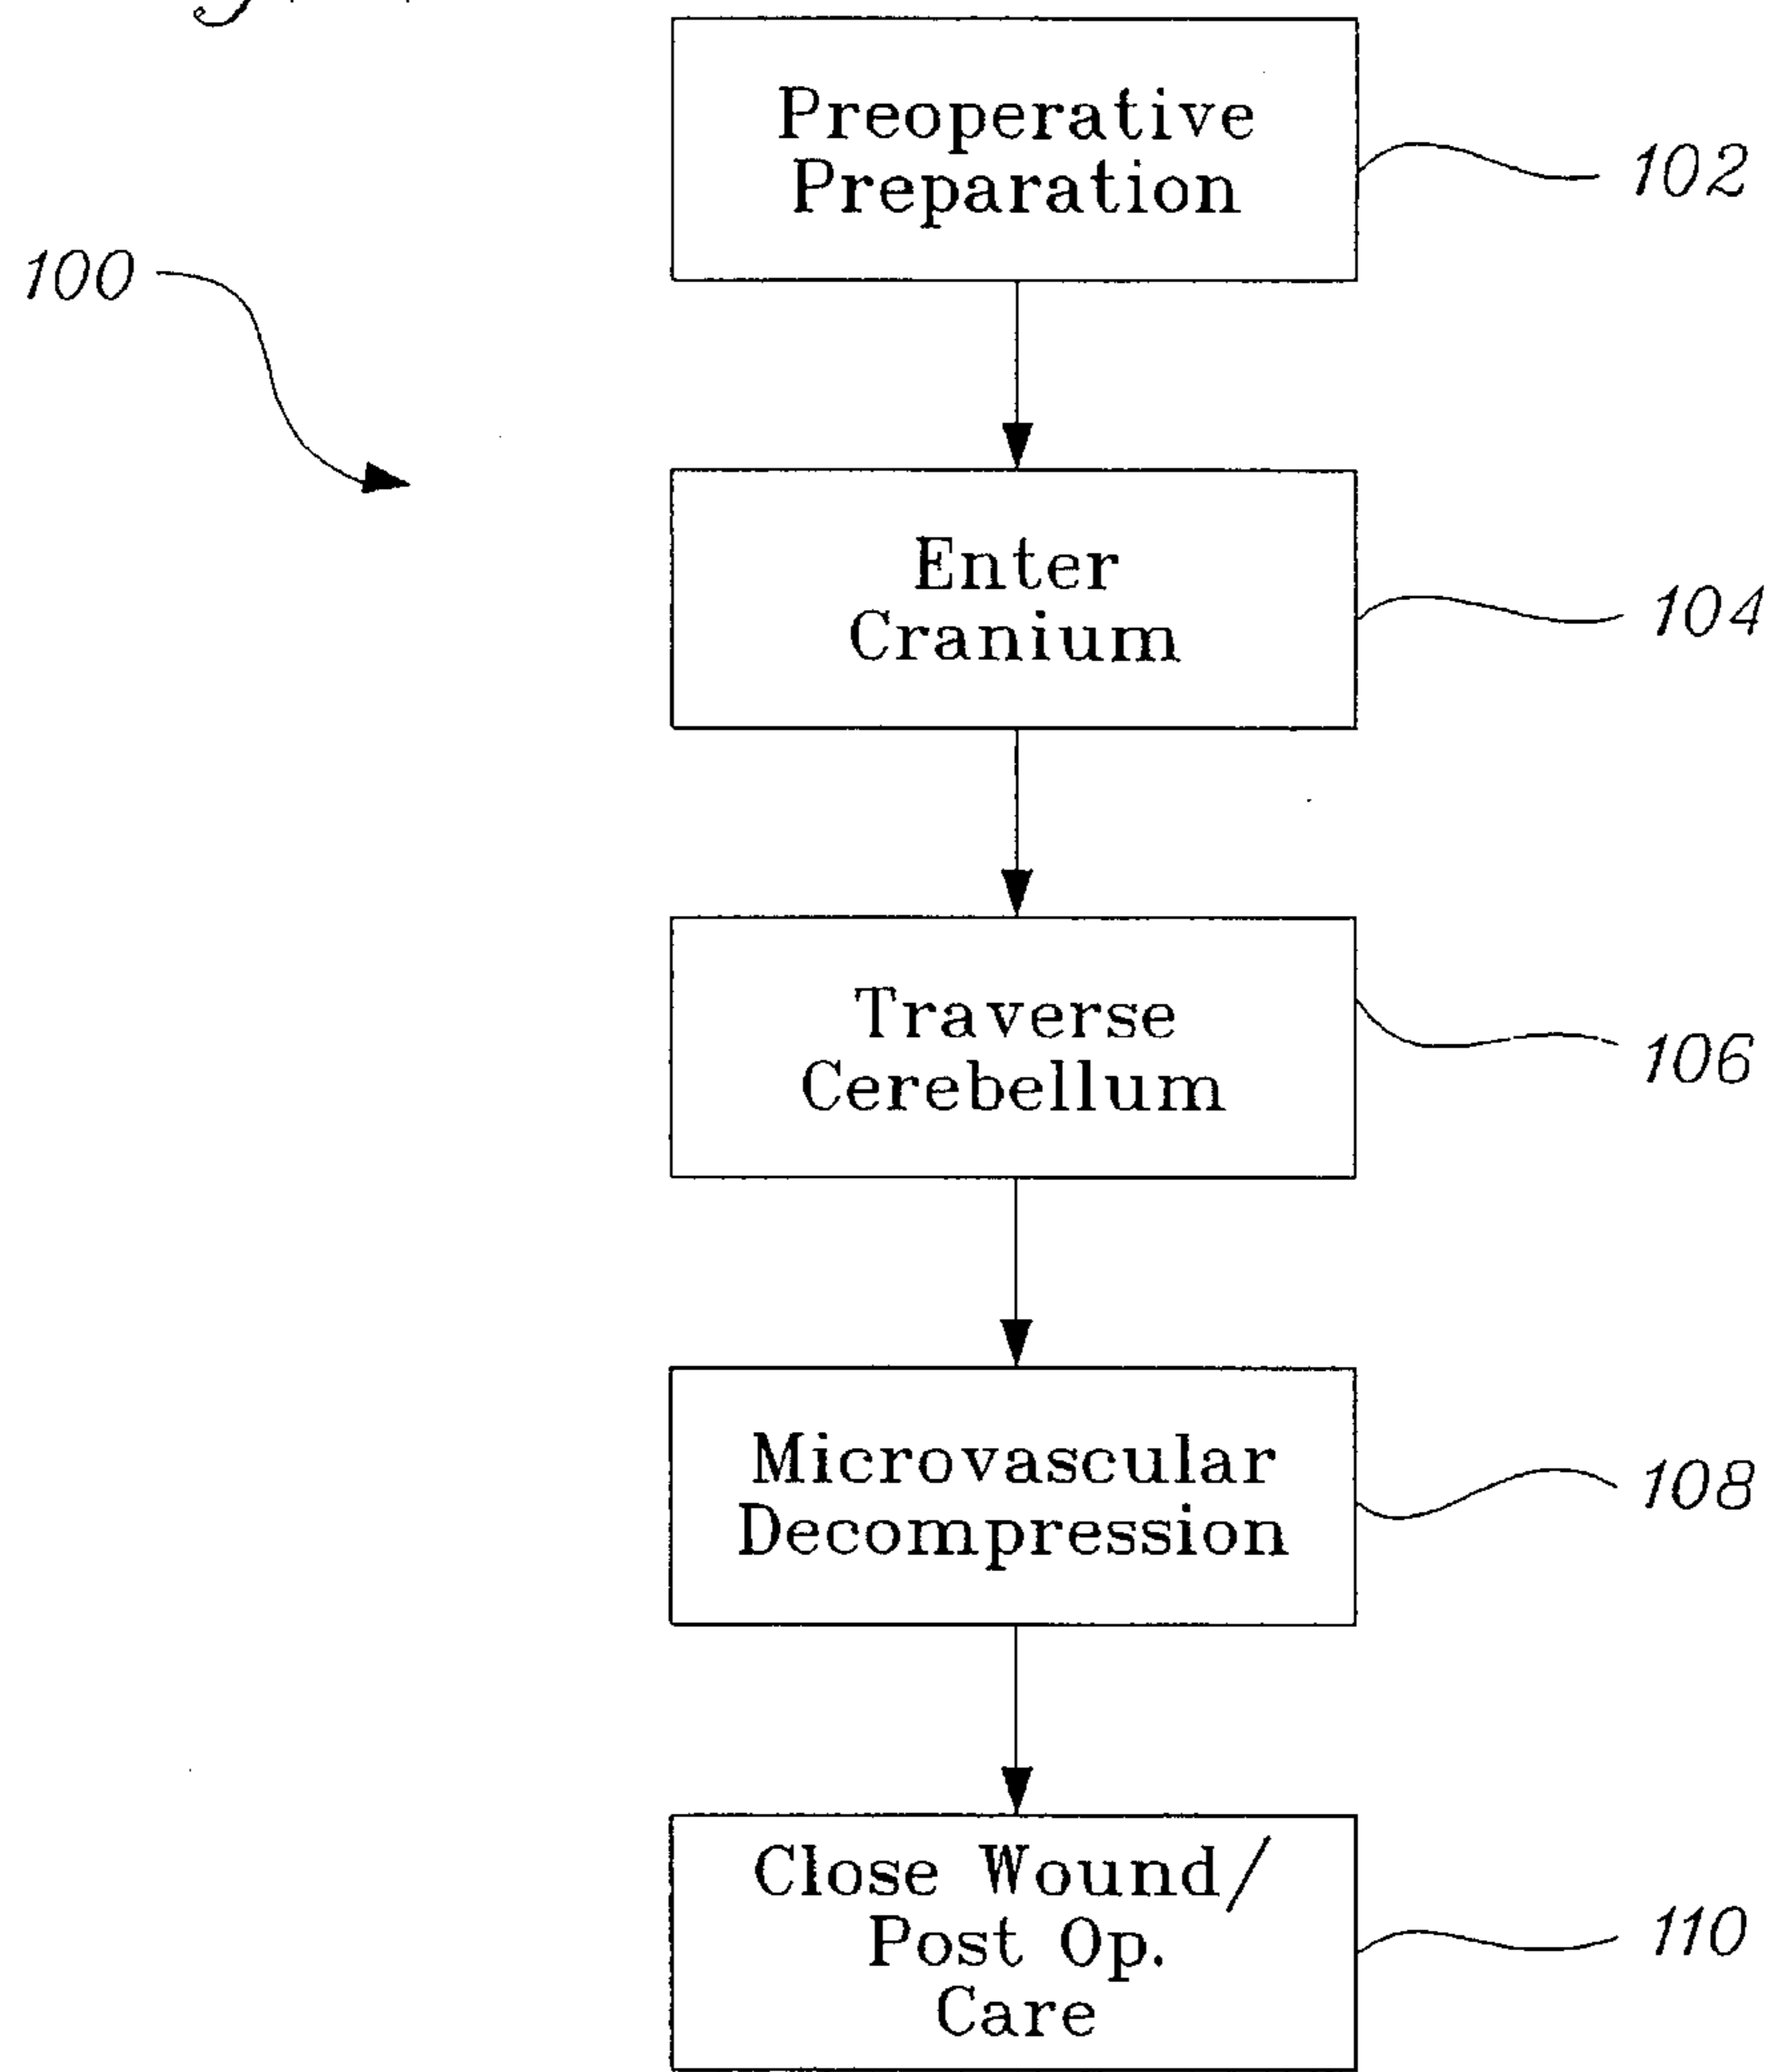 Preoperative
Preparation
102
100
Enter
Cranium
104
Traverse
Cerebellum
106
Microvascular
Decompression
108
Close Wound/
Post Op.
Care
110